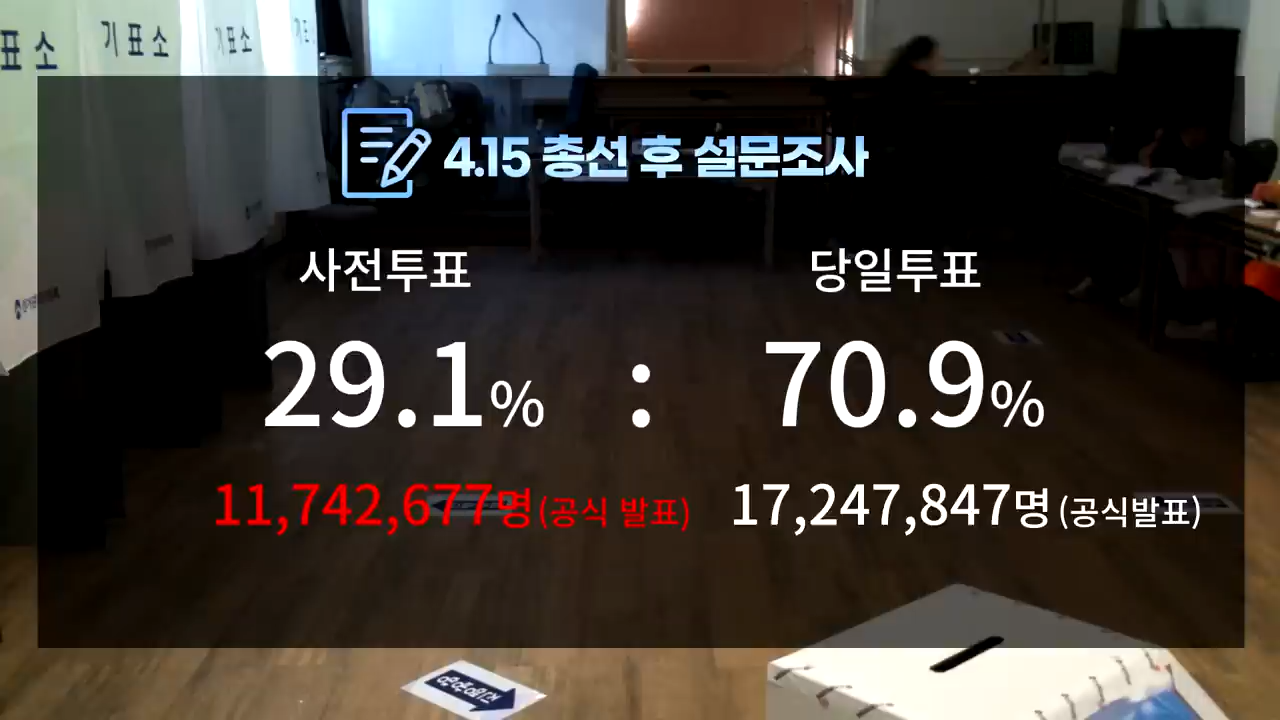 표소
기표소
기표소
기표
4.15 총선 후 설문조사
사전투표
당일투표
29.1% : 70.9%
11,742,677명(공식 발표)
17,247,847명(공식발표)